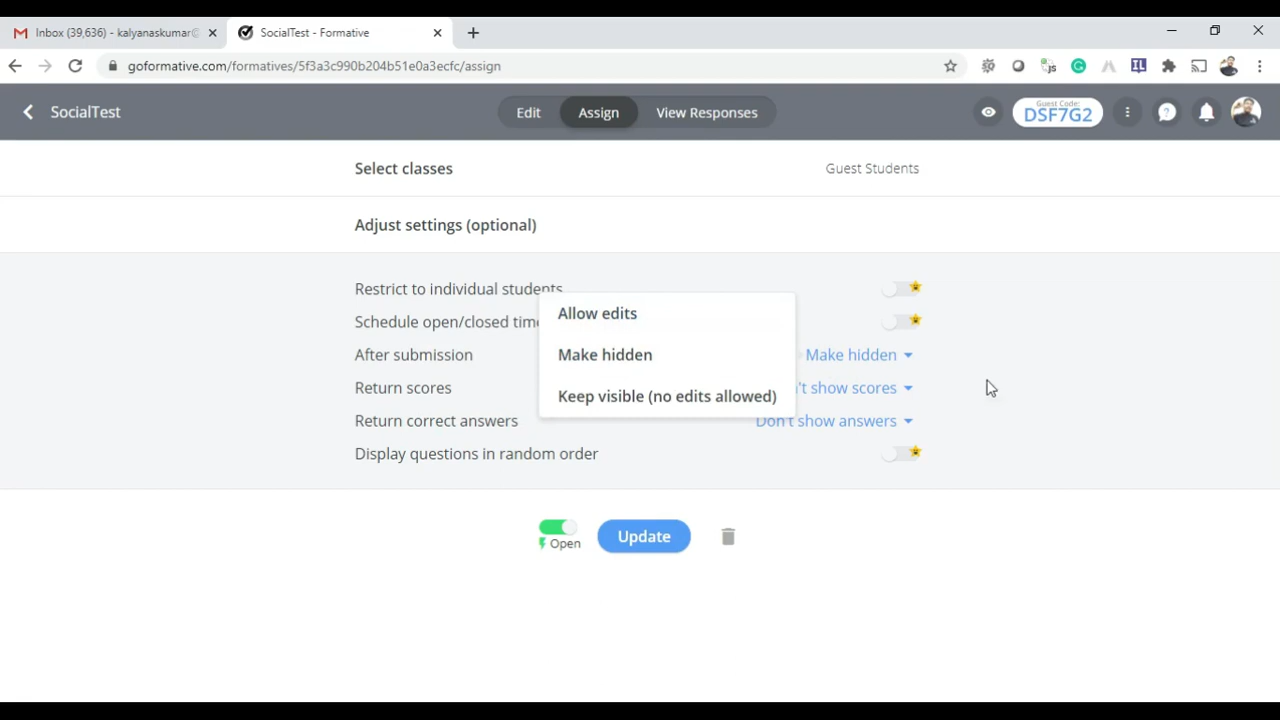 Inbox (39,636) - kalyanaskumar@
SocialTest - Formative
goformative.com/formatives/5f3a3c990b204b51e0a3ecfc/assign
JS
IL
SocialTest
Edit
Assign
View Responses
Guest Code:
DSF7G2
Select classes
Guest Students
Adjust settings (optional)
Restrict to individual students
Schedule open/closed time
After submission
Make hidden
Return scores
't show scores
Return correct answers
Don't show answers
Display questions in random order
Allow edits
Make hidden
Keep visible (no edits allowed)
Open
Update